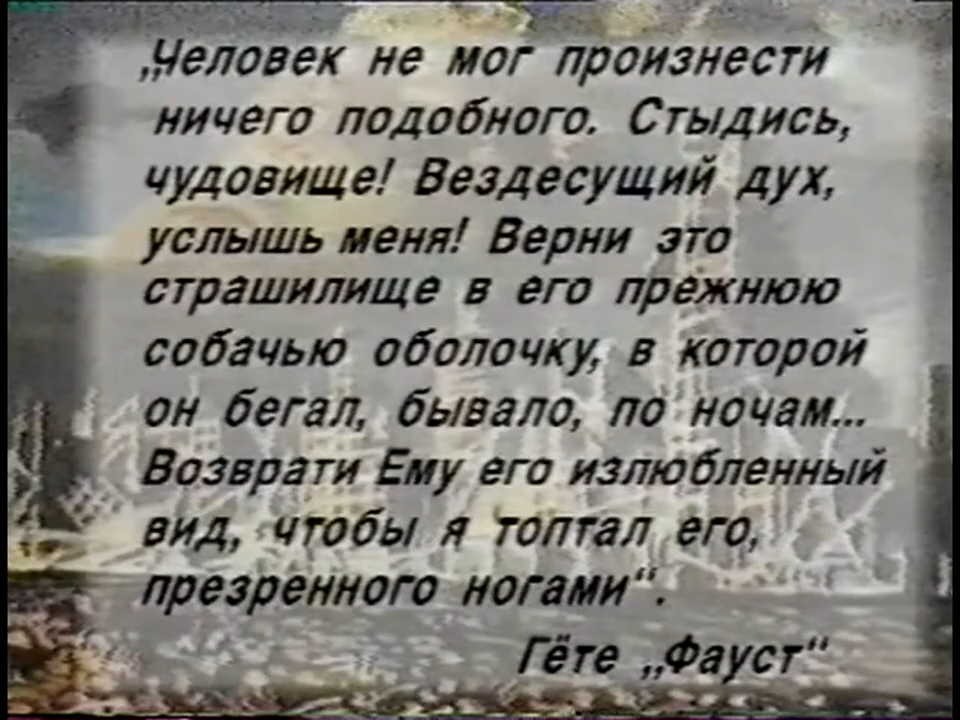 „Человек не мог произнести
ничего подобного. Стыдись,
чудовище! Вездесущий дух,
услышь меня! Верни это
страшилище в его прежнюю
собачью оболочку, в которой
он бегал, бывало, по ночам...
Возврати Ему его излюбленный
вид, чтобы я топтал его,
презренного ногами“.
Гёте „Фауст“